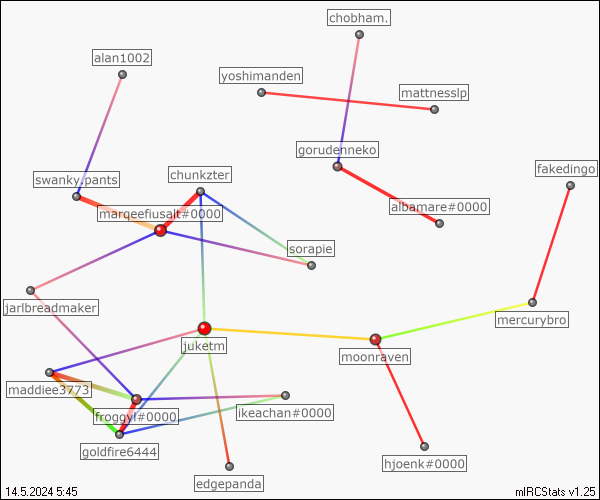 chobham.
alan1002
yoshimanden
mattnesslp
gorudenneko
fakedingo
chunkzter
swanky.pants
albamare#0000
marqeefiusalt#0000
sorapie
jarlbreadmaker
mercurybro
juketm
moonraven
maddiee3773
froggyl#0000
ikeachan#0000
goldfire6444
hjoenk#0000
edgepanda
14.5.2024 5:45
mIRCStats v1.25